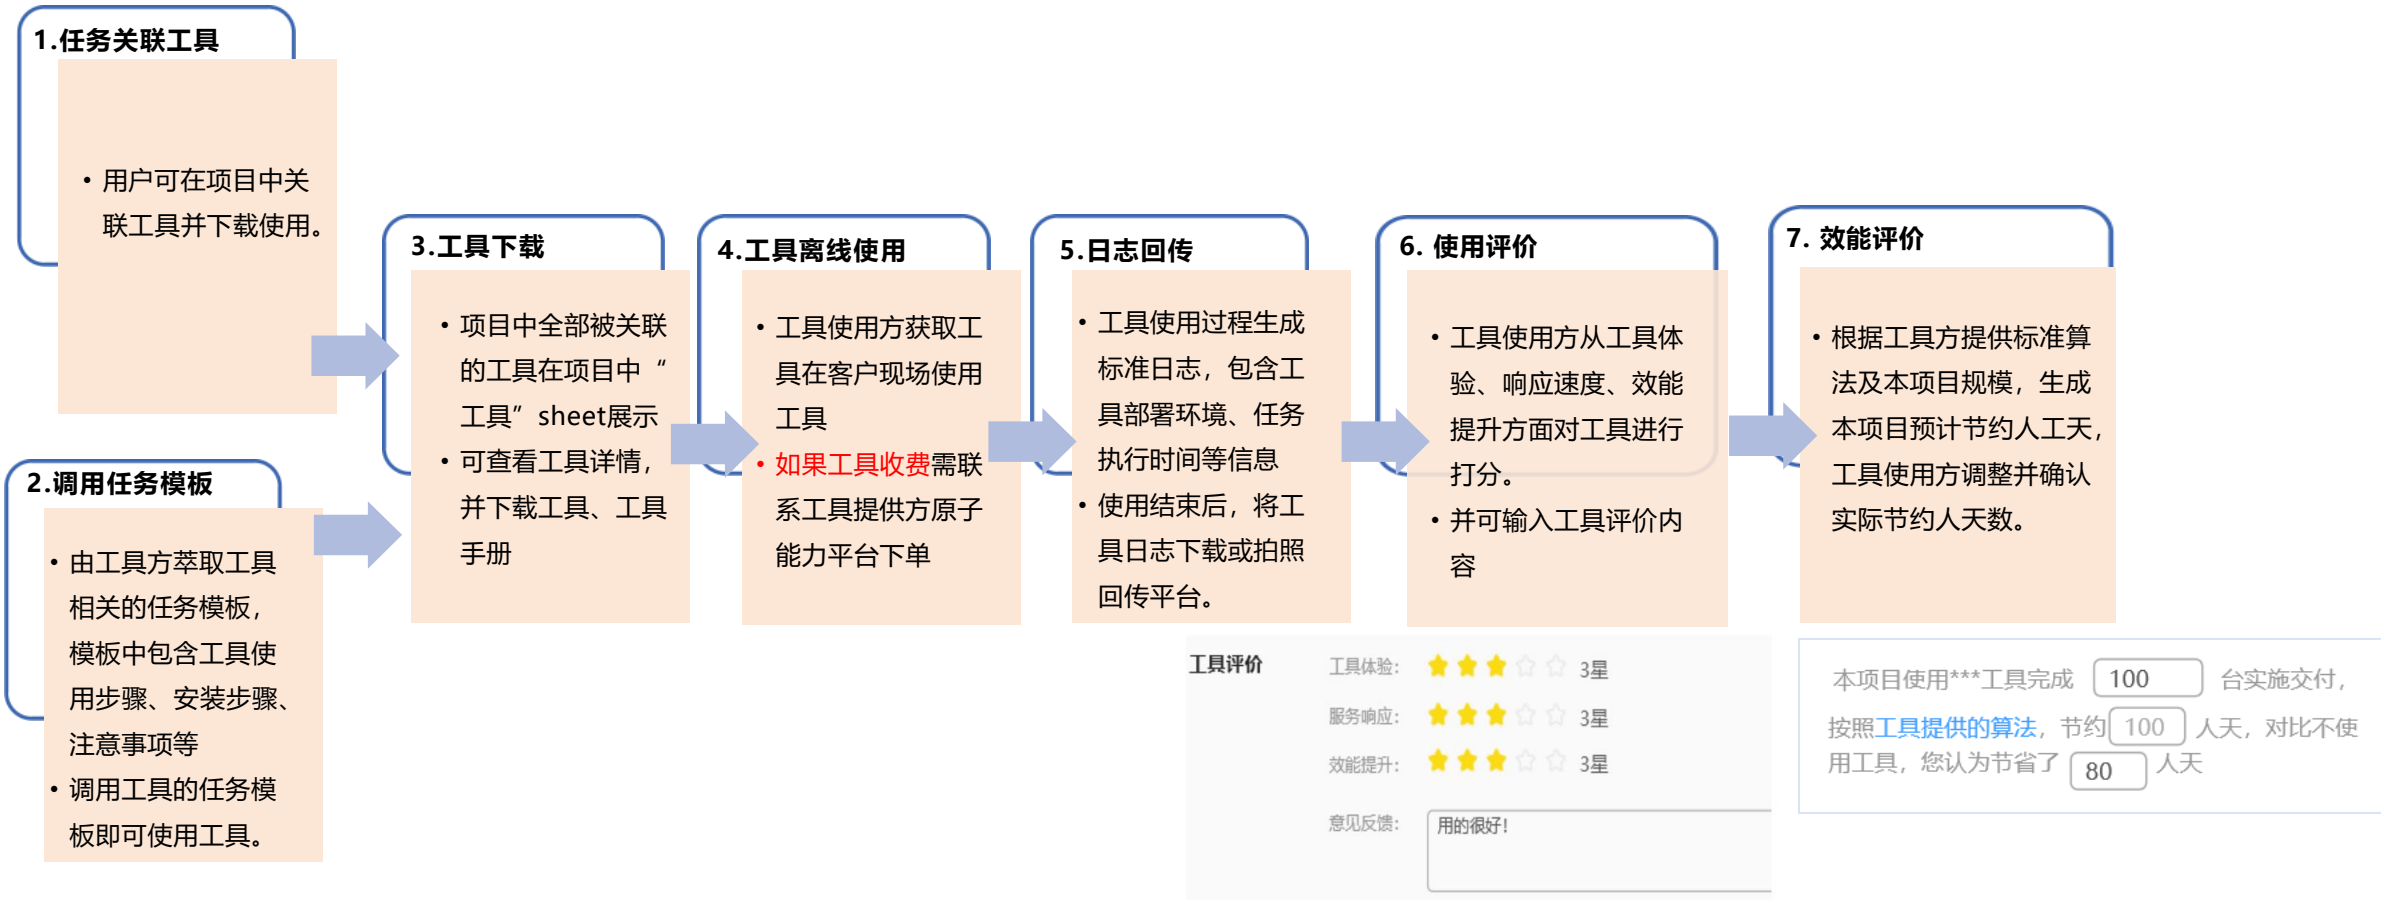 1.任务关联工具
• 用户可在项目中关
联工具并下载使用。
2.调用任务模板
• 由工具方萃取工具
相关的任务模板，
模板中包含工具使
用步骤、安装步骤、
注意事项等
• 调用工具的任务模
板即可使用工具。
3.工具下载
• 项目中全部被关联
的工具在项目中“
工具”sheet展示
• 可查看工具详情，
并下载工具、工具
手册
4.工具离线使用
• 工具使用方获取工
具在客户现场使用
工具
• 如果工具收费需联
系工具提供方原子
能力平台下单
5.日志回传
• 工具使用过程生成
标准日志，包含工
具部署环境、任务
执行时间等信息
• 使用结束后，将工
具日志下载或拍照
回传平台。
6. 使用评价
• 工具使用方从工具体
验、响应速度、效能
提升方面对工具进行
打分。
• 并可输入工具评价内
容
7. 效能评价
• 根据工具方提供标准算
法及本项目规模，生成
本项目预计节约人工天，
工具使用方调整并确认
实际节约人天数。
工具评价
工具体验： 3星
服务响应： 3星
效能提升： 3星
意见反馈： 用的很好！
本项目使用***工具完成 100 台实施交付，
按照工具提供的算法，节约 100 人天，对比不使
用工具，您认为节省了 80 人天